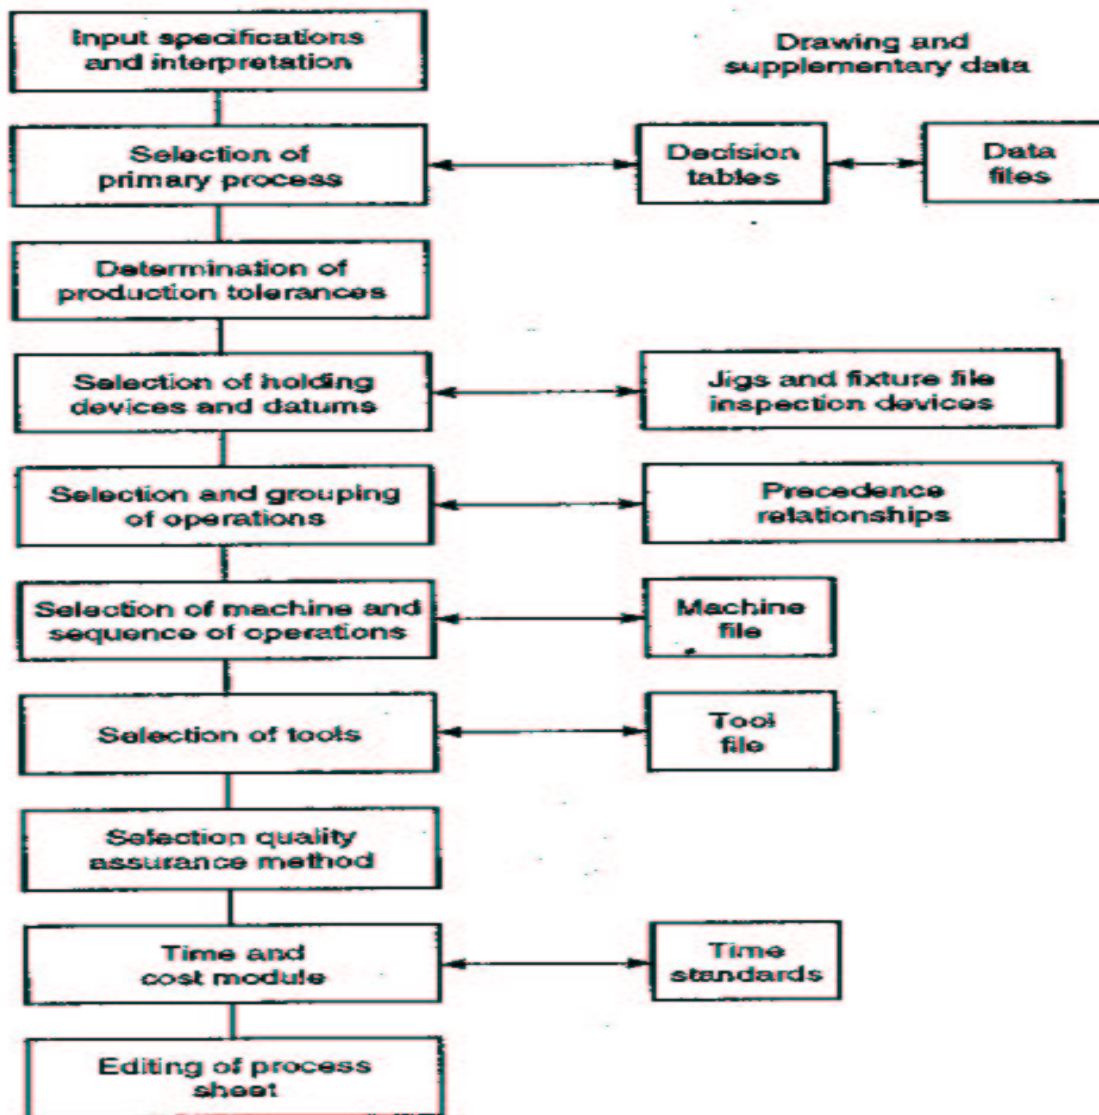 Input specifications
and interpretation
Drawing and
supplementary data
Selection of
primary process
Decision
tables
Data
files
Determination of
production tolerances
Selection of holding
devices and datums
Jigs and fixture file
inspection devices
Selection and grouping
of operations
Precedence
relationships
Selection of machine and
sequence of operations
Machine
file
Selection of tools
Tool
file
Selection quality
assurance method
Time and
cost module
Time
standards
Editing of process
sheet